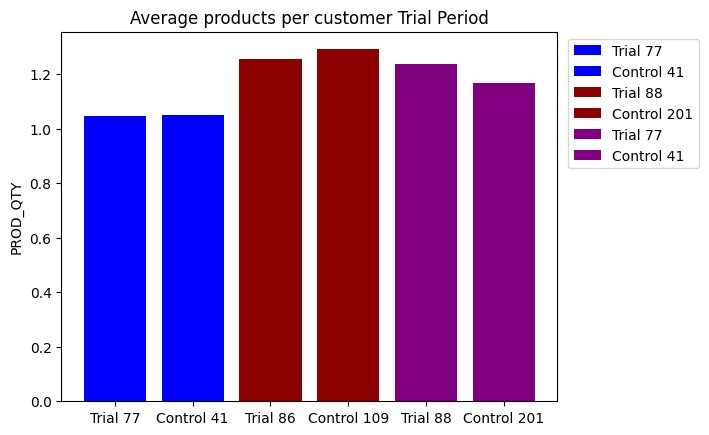 Average products per customer Trial Period
PROD_QTY
1.2
1.0
0.8
0.6
0.4
0.2
0.0
Trial 77
Control 41
Trial 86
Control 109
Trial 88
Control 201
Trial 77
Control 41
Trial 88
Control 201
Trial 77
Control 41